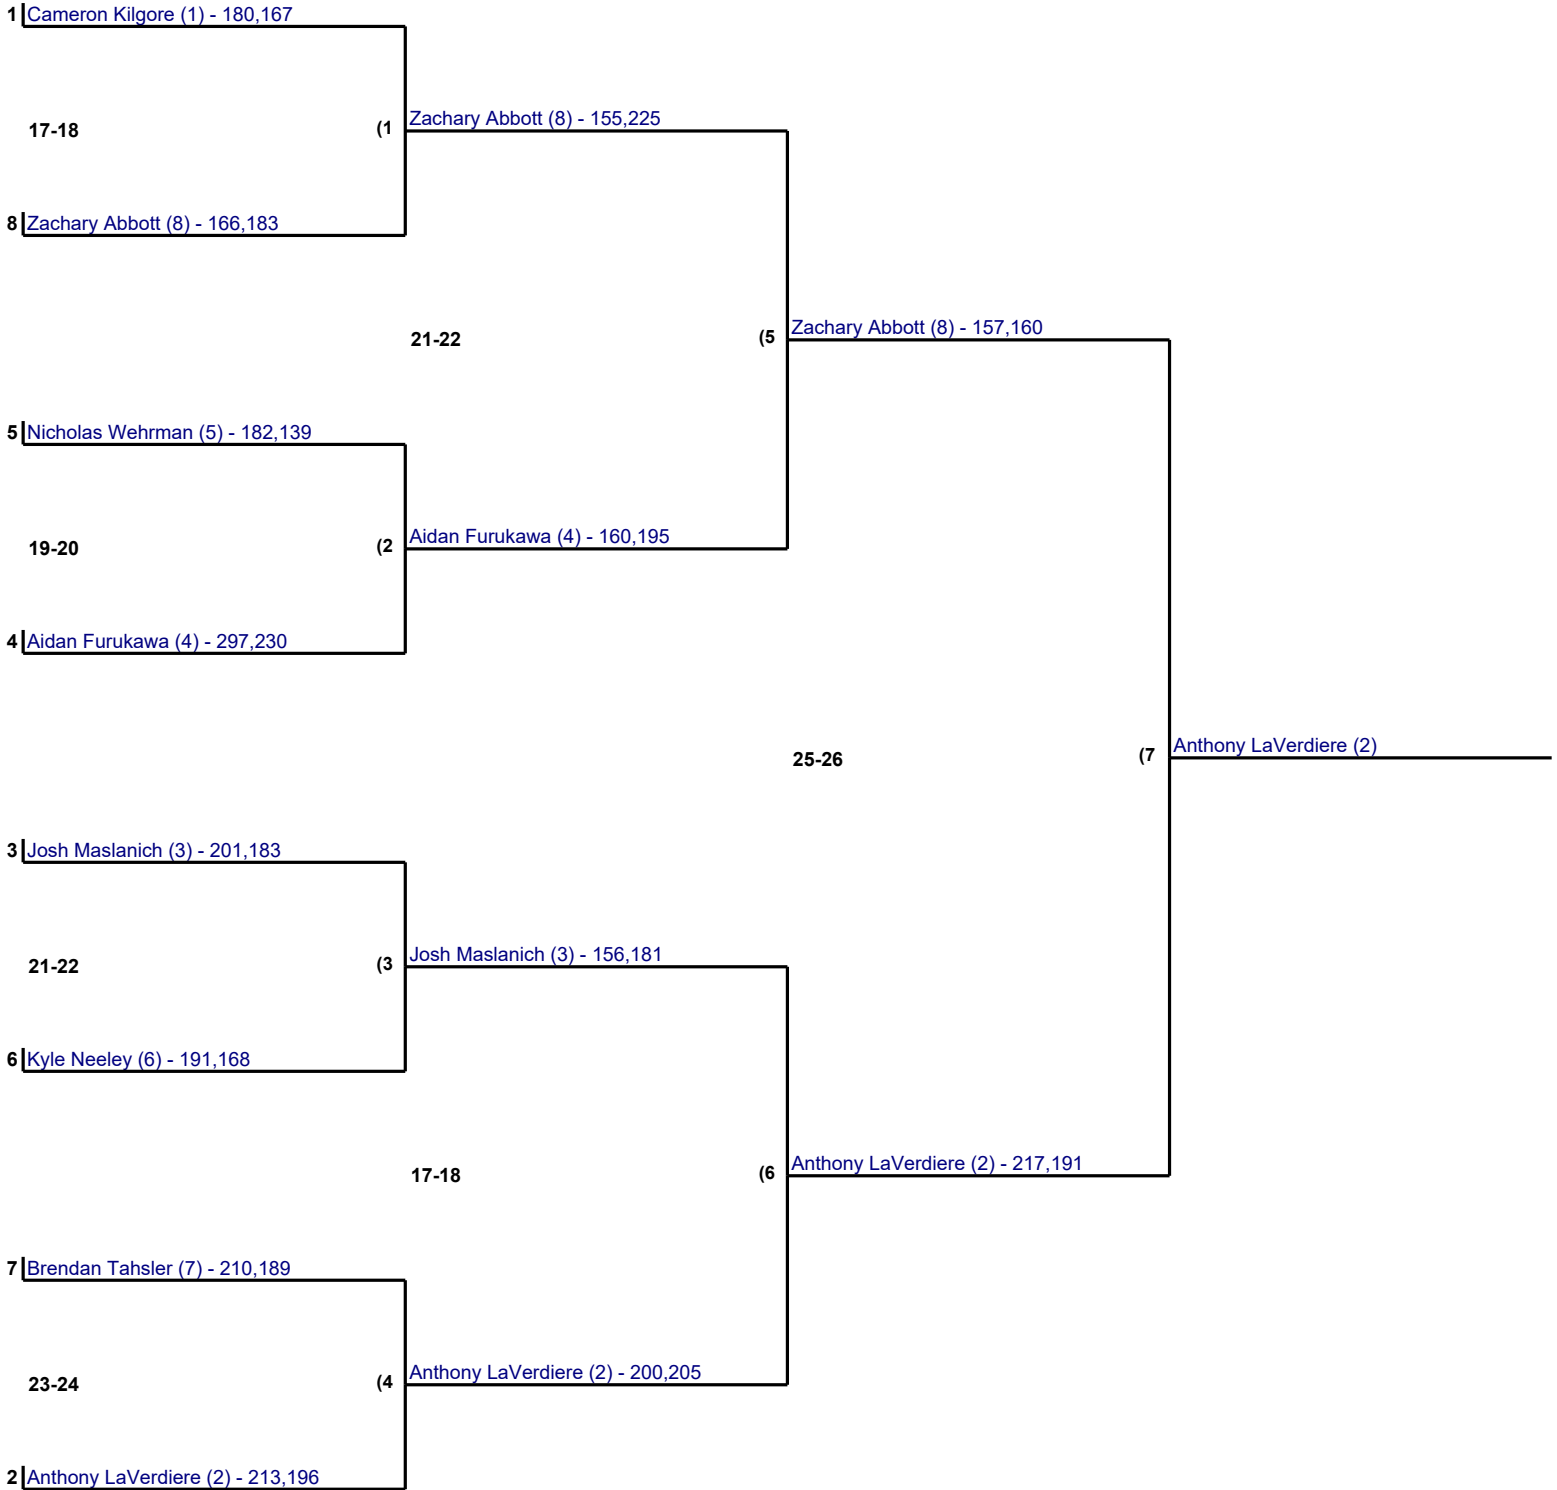 1 Cameron Kilgore (1) - 180,167
Zachary Abbott (8) - 155,225
17-18 (1
8 Zachary Abbott (8) - 166,183
Zachary Abbott (8) - 157,160
21-22 (5
5 Nicholas Wehrman (5) - 182,139
Aidan Furukawa (4) - 160,195
19-20 (2
4 Aidan Furukawa (4) - 297,230
Anthony LaVerdiere (2)
25-26 (7
3 Josh Maslanich (3) - 201,183
Josh Maslanich (3) - 156,181
21-22 (3
6 Kyle Neeley (6) - 191,168
Anthony LaVerdiere (2) - 217,191
17-18 (6
7 Brendan Tahsler (7) - 210,189
Anthony LaVerdiere (2) - 200,205
23-24 (4
2 Anthony LaVerdiere (2) - 213,196